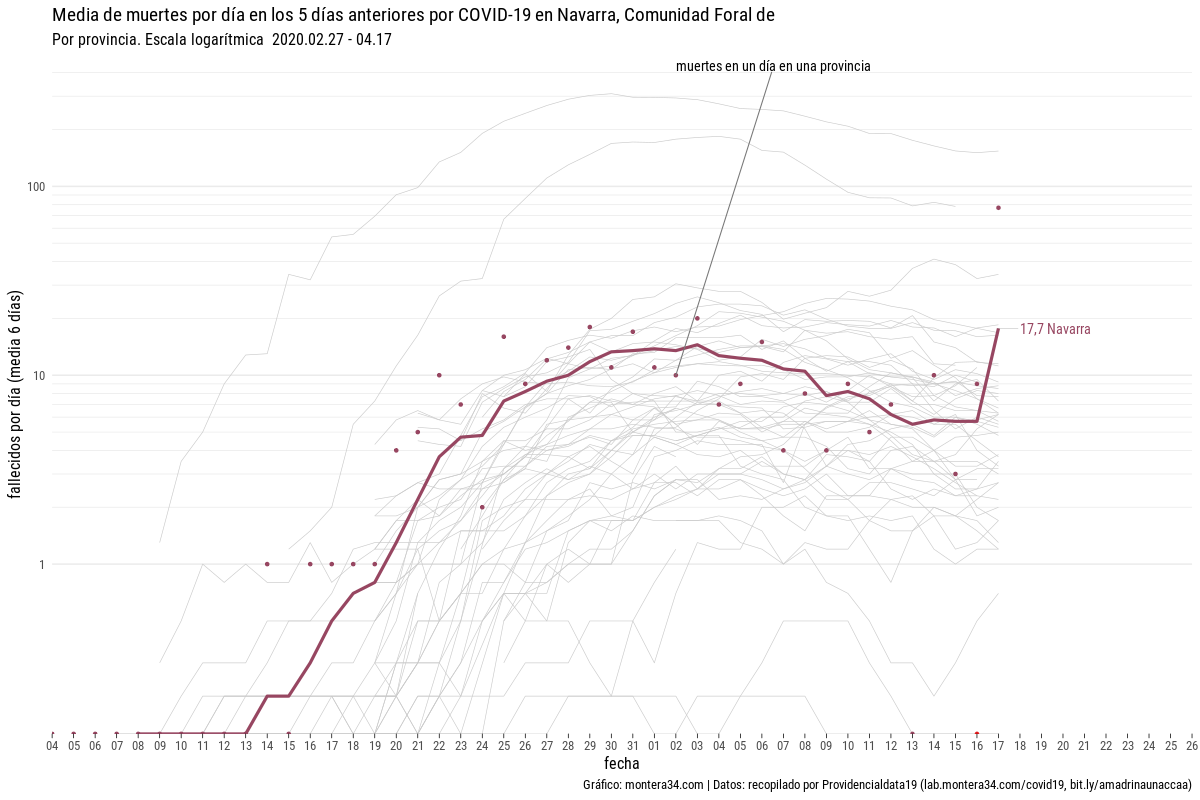 Media de muertes por día en los 5 días anteriores por COVID-19 en Navarra, Comunidad Foral de
Por provincia. Escala logarítmica  2020.02.27 - 04.17
muertes en un día en una provincia
fallecidos por día (media 6 días)
100
10
1
17,7 Navarra
04 05 06 07 08 09 10 11 12 13 14 15 16 17 18 19 20 21 22 23 24 25 26 27 28 29 30 31 01 02 03 04 05 06 07 08 09 10 11 12 13 14 15 16 17 18 19 20 21 22 23 24 25 26
fecha
Gráfico: montera34.com | Datos: recopilado por Providencialdata19 (lab.montera34.com/covid19, bit.ly/amadrinaunaccaa)